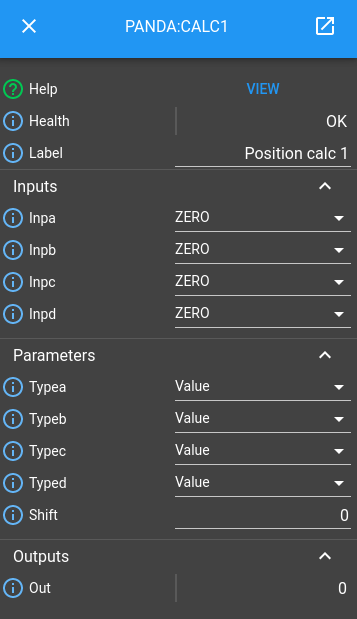 PANDA:CALC1
Help VIEW
Health OK
Label Position calc 1
Inputs
Inpa ZERO
Inpb ZERO
Inpc ZERO
Inpd ZERO
Parameters
Typea Value
Typeb Value
Typec Value
Typed Value
Shift 0
Outputs
Out 0